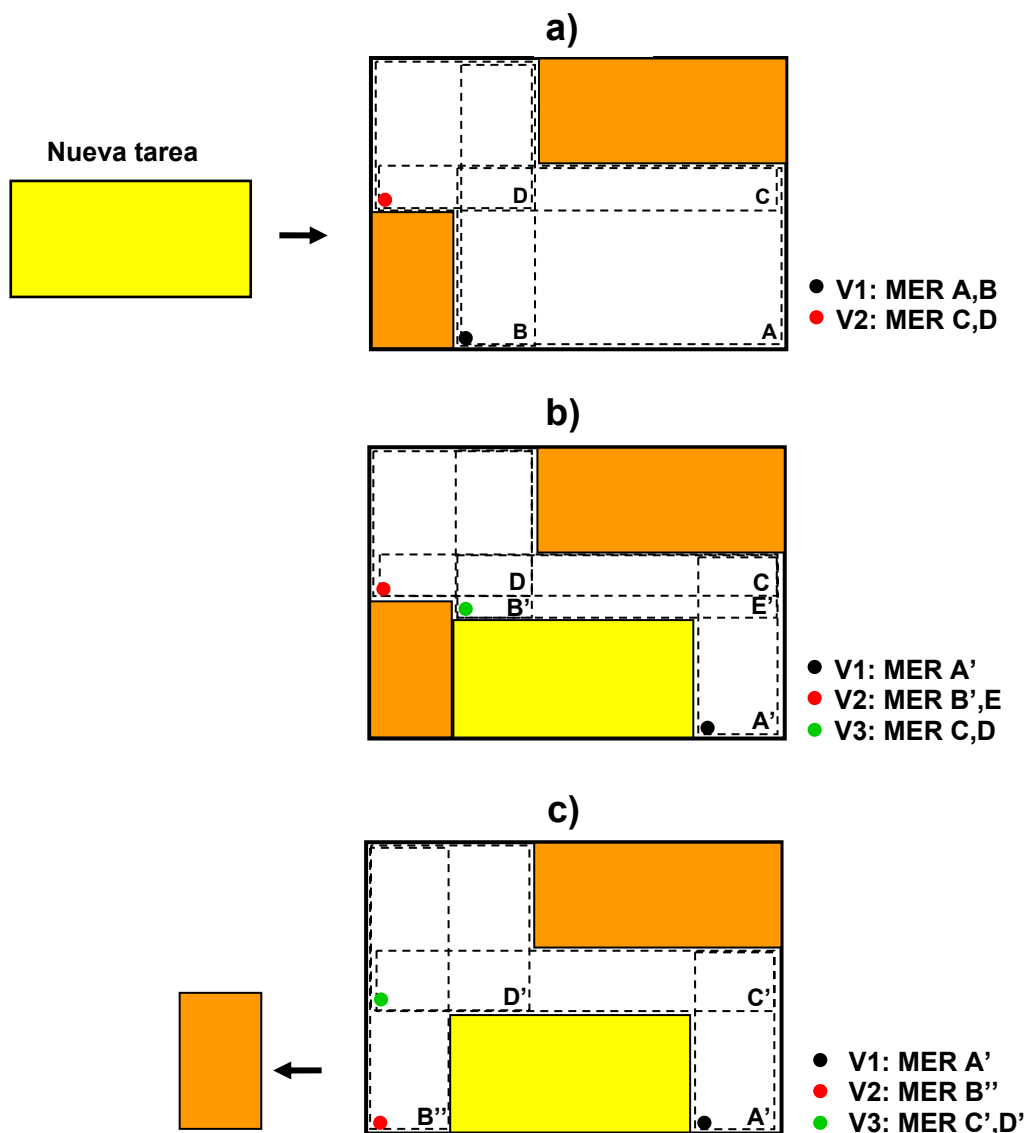 a)
Nueva tarea
D
C
B
A
V1: MER A,B
V2: MER C,D
b)
D
C
B’
E’
A’
V1: MER A’
V2: MER B’,E
V3: MER C,D
c)
D’
C’
B’’
A’
V1: MER A’
V2: MER B’’
V3: MER C’,D’